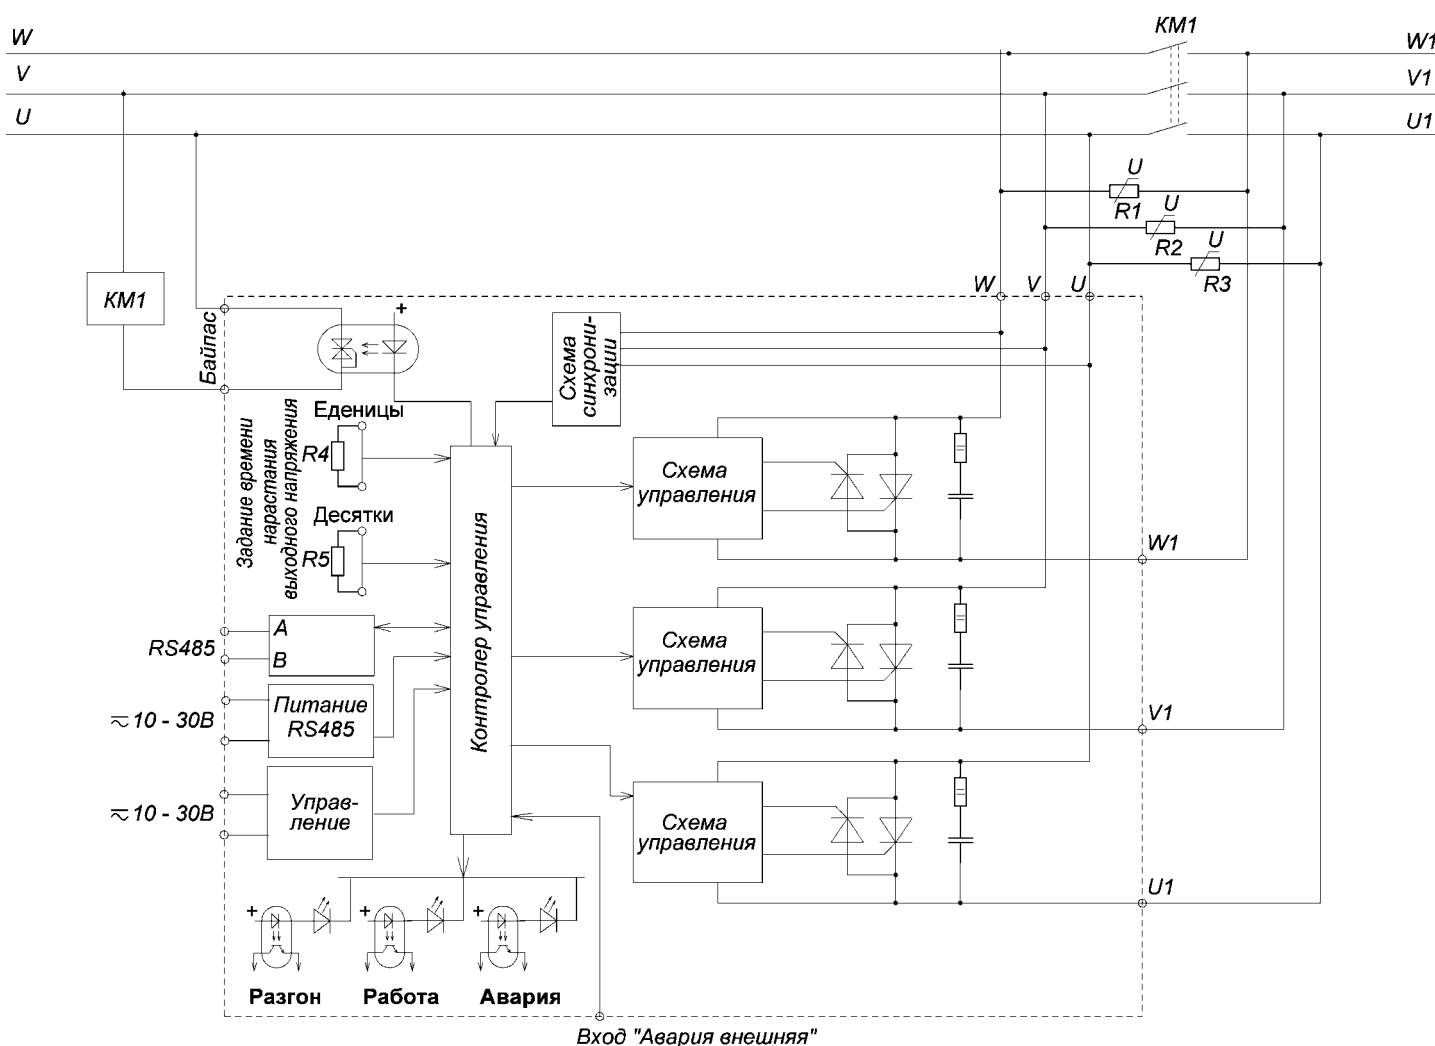 KM1
W
W1
V
V1
U
U1
U
R1
U
R2
U
R3
W
V
U
KM1
Байпас
+
Схема
синхрони-
зации
Задание времени
нарастания
выходного напряжения
Еденицы
R4
Десятки
R5
Контролер управления
Схема
управления
W1
RS485
A
B
Схема
управления
V1
≂ 10 - 30В
Питание
RS485
≂ 10 - 30В
Управ-
ление
Схема
управления
U1
+
+
+
Разгон
Работа
Авария
Вход "Авария внешняя"